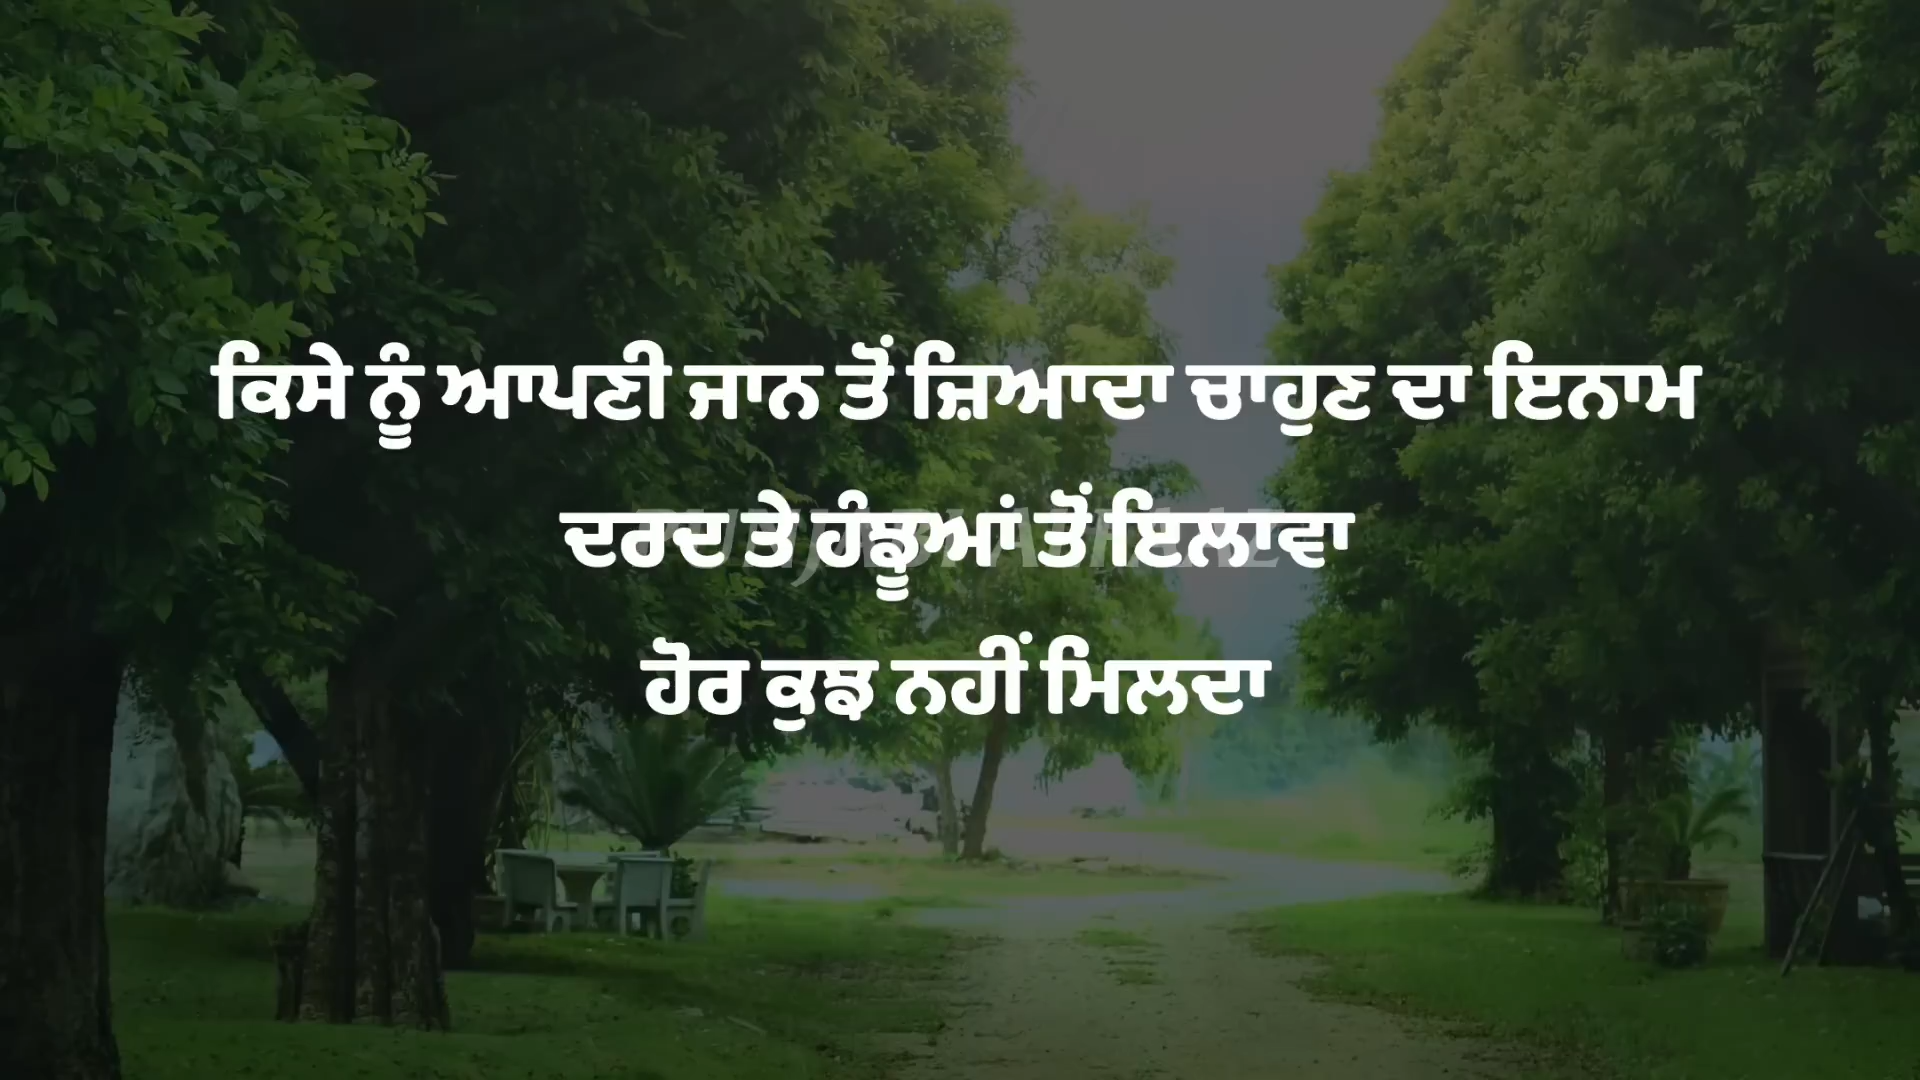 ਕਿਸੇ ਨੂੰ ਆਪਣੀ ਜਾਨ ਤੋਂ ਜ਼ਿਆਦਾ ਚਾਹੁਣ ਦਾ ਇਨਾਮ
ਦਰਦ ਤੇ ਹੰਝੂਆਂ ਤੋਂ ਇਲਾਵਾ
ਹੋਰ ਕੁਝ ਨਹੀਂ ਮਿਲਦਾ